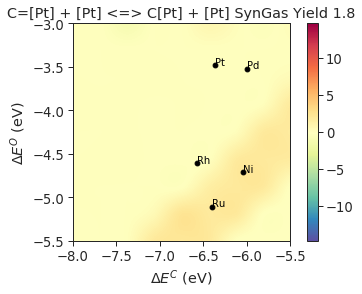 C=[Pt] + [Pt] <=> C[Pt] + [Pt] SynGas Yield 1.8
−3.0
−3.5
−4.0
−4.5
−5.0
−5.5
ΔE^O (eV)
Pt
Pd
Rh
Ni
Ru
−8.0 −7.5 −7.0 −6.5 −6.0 −5.5
ΔE^C (eV)
10
5
0
−5
−10